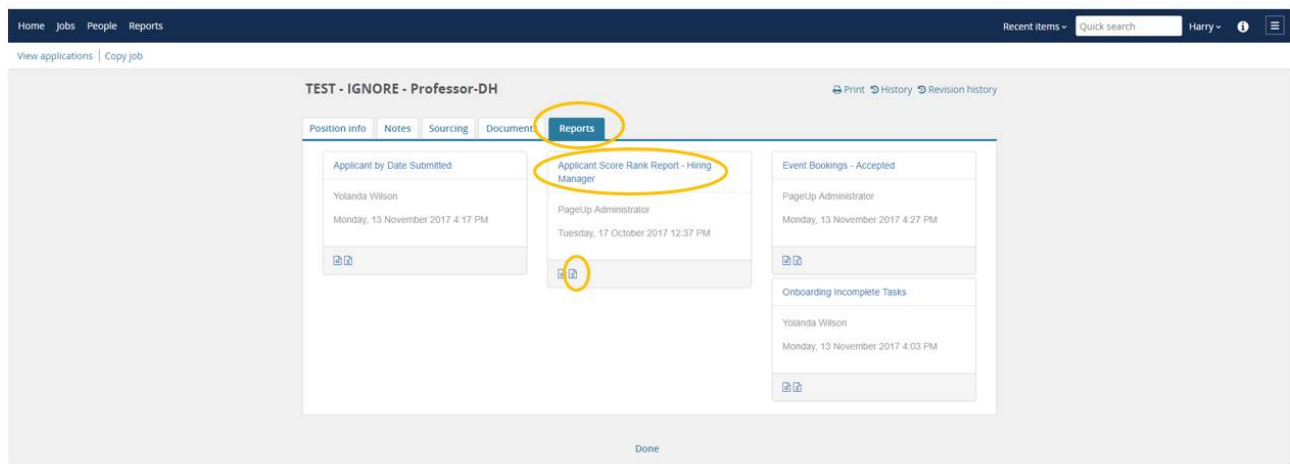 Home Jobs People Reports Recent items Quick search Harry
View applications Copy job
TEST - IGNORE - Professor-DH Print History Revision history
Position info Notes Sourcing Documents Reports
Applicant by Date Submitted
Yolanda Wilson
Monday, 13 November 2017 4:17 PM
Applicant Score Rank Report - Hiring
Manager
PageUp Administrator
Tuesday, 17 October 2017 12:37 PM
Event Bookings - Accepted
PageUp Administrator
Monday, 13 November 2017 4:27 PM
Onboarding Incomplete Tasks
Yolanda Wilson
Monday, 13 November 2017 4:03 PM
Done